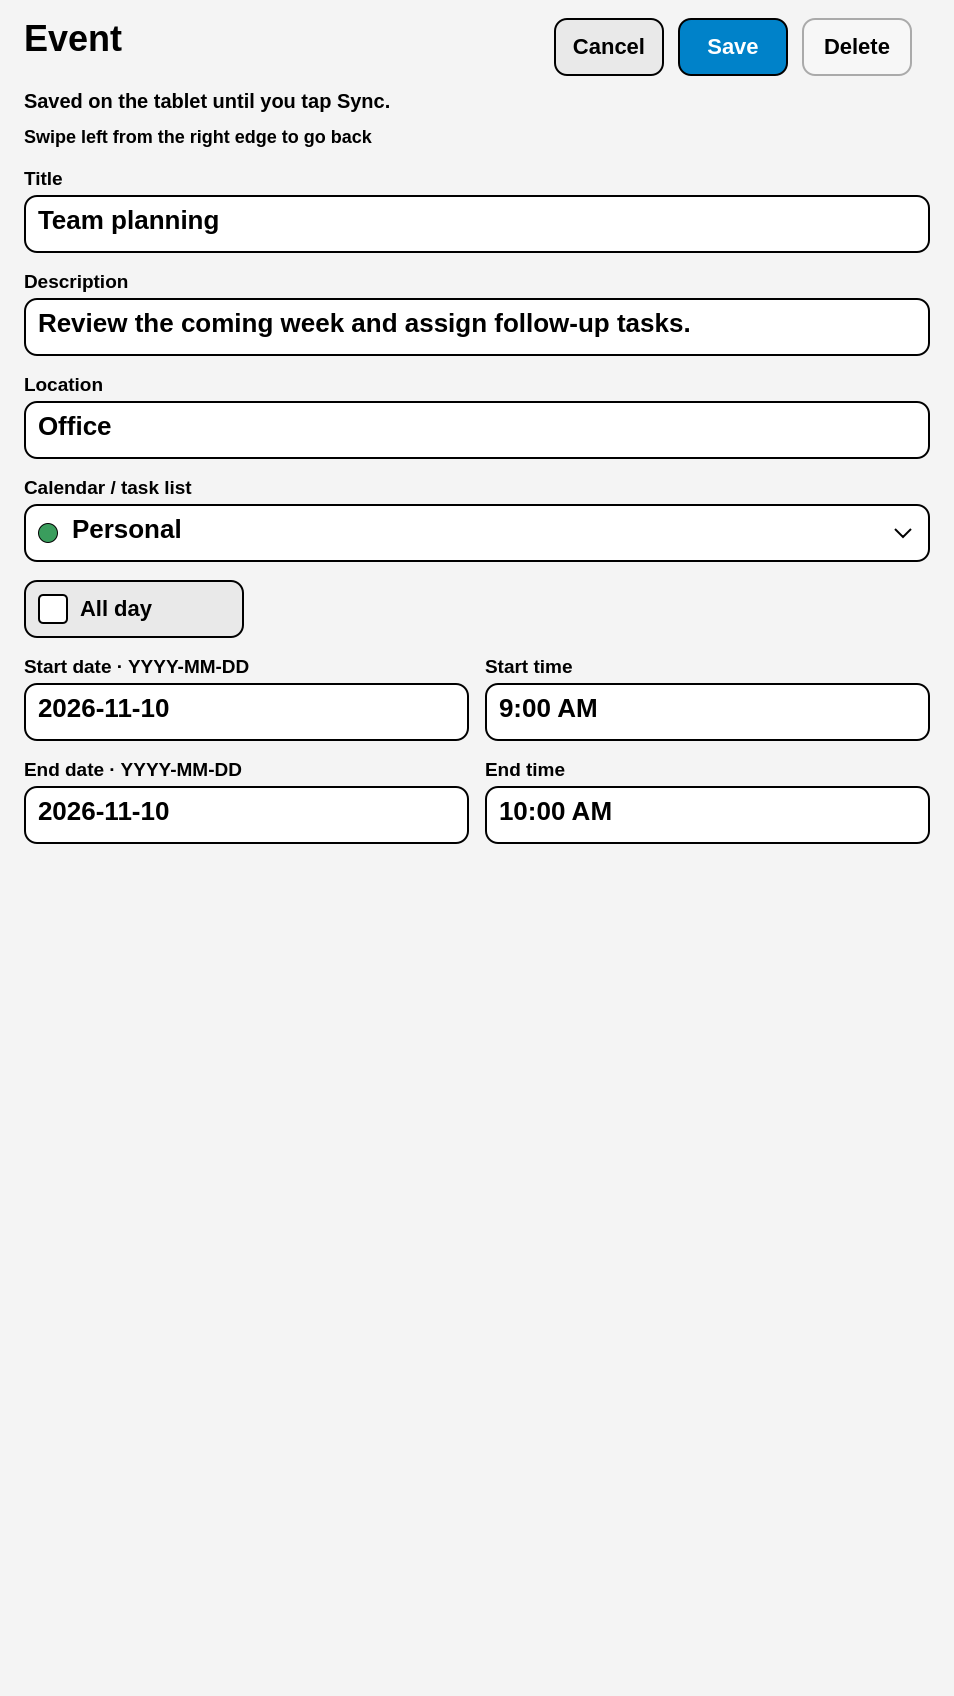 Event
Cancel
Save
Delete
Saved on the tablet until you tap Sync.
Swipe left from the right edge to go back
Title
Team planning
Description
Review the coming week and assign follow-up tasks.
Location
Office
Calendar / task list
Personal
All day
Start date · YYYY-MM-DD
Start time
2026-11-10
9:00 AM
End date · YYYY-MM-DD
End time
2026-11-10
10:00 AM